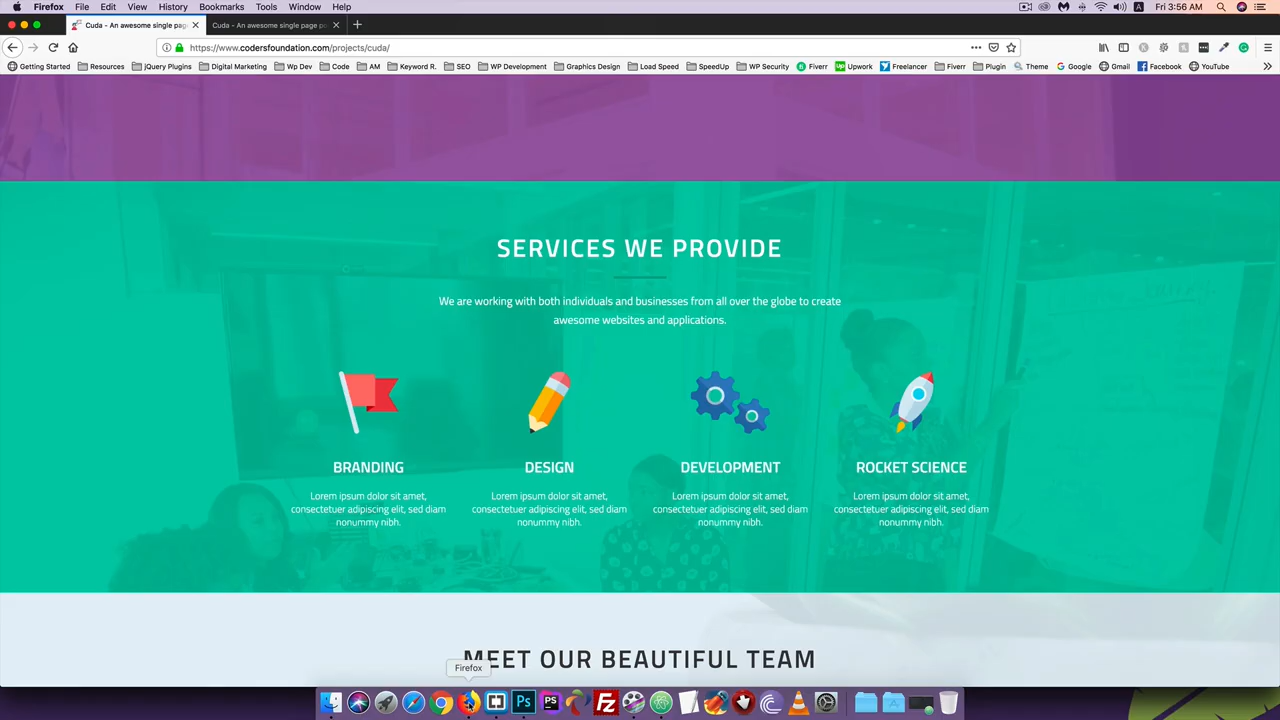 Firefox File Edit View History Bookmarks Tools Window Help
Fri 3:56 AM
Cuda - An awesome single pag
Cuda - An awesome single page po
https://www.codersfoundation.com/projects/cuda/
Getting Started Resources jQuery Plugins Digital Marketing Wp Dev Code AM Keyword R. SEO WP Development Graphics Design Load Speed SpeedUp WP Security Fiverr Upwork Freelancer Fiverr Plugin Theme Google Gmail Facebook YouTube
SERVICES WE PROVIDE
We are working with both individuals and businesses from all over the globe to create
awesome websites and applications.
BRANDING
Lorem ipsum dolor sit amet,
consectetuer adipiscing elit, sed diam
nonummy nibh.
DESIGN
Lorem ipsum dolor sit amet,
consectetuer adipiscing elit, sed diam
nonummy nibh.
DEVELOPMENT
Lorem ipsum dolor sit amet,
consectetuer adipiscing elit, sed diam
nonummy nibh.
ROCKET SCIENCE
Lorem ipsum dolor sit amet,
consectetuer adipiscing elit, sed diam
nonummy nibh.
MEET OUR BEAUTIFUL TEAM
Firefox
Ps
PS
FZ